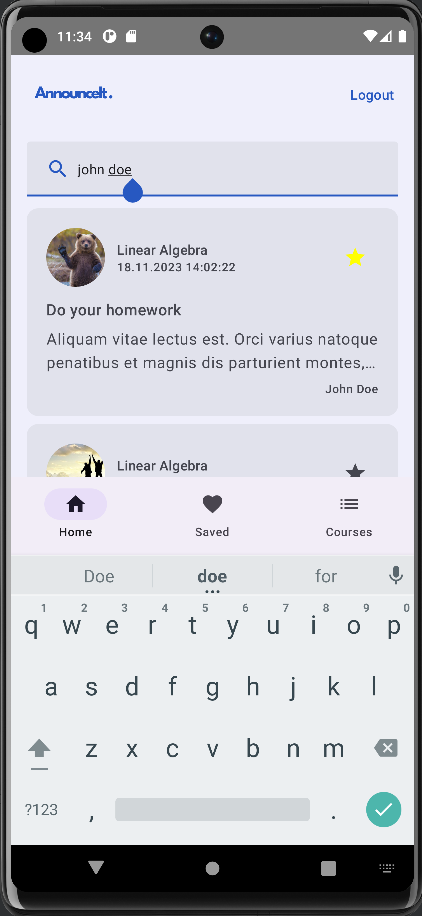 11:34
AnnounceIt.
Logout
john doe
Linear Algebra
18.11.2023 14:02:22
Do your homework
Aliquam vitae lectus est. Orci varius natoque
penatibus et magnis dis parturient montes,…
John Doe
Linear Algebra
Home
Saved
Courses
Doe
doe
for
1 2 3 4 5 6 7 8 9 0
q w e r t y u i o p
a s d f g h j k l
z x c v b n m
?123 , .